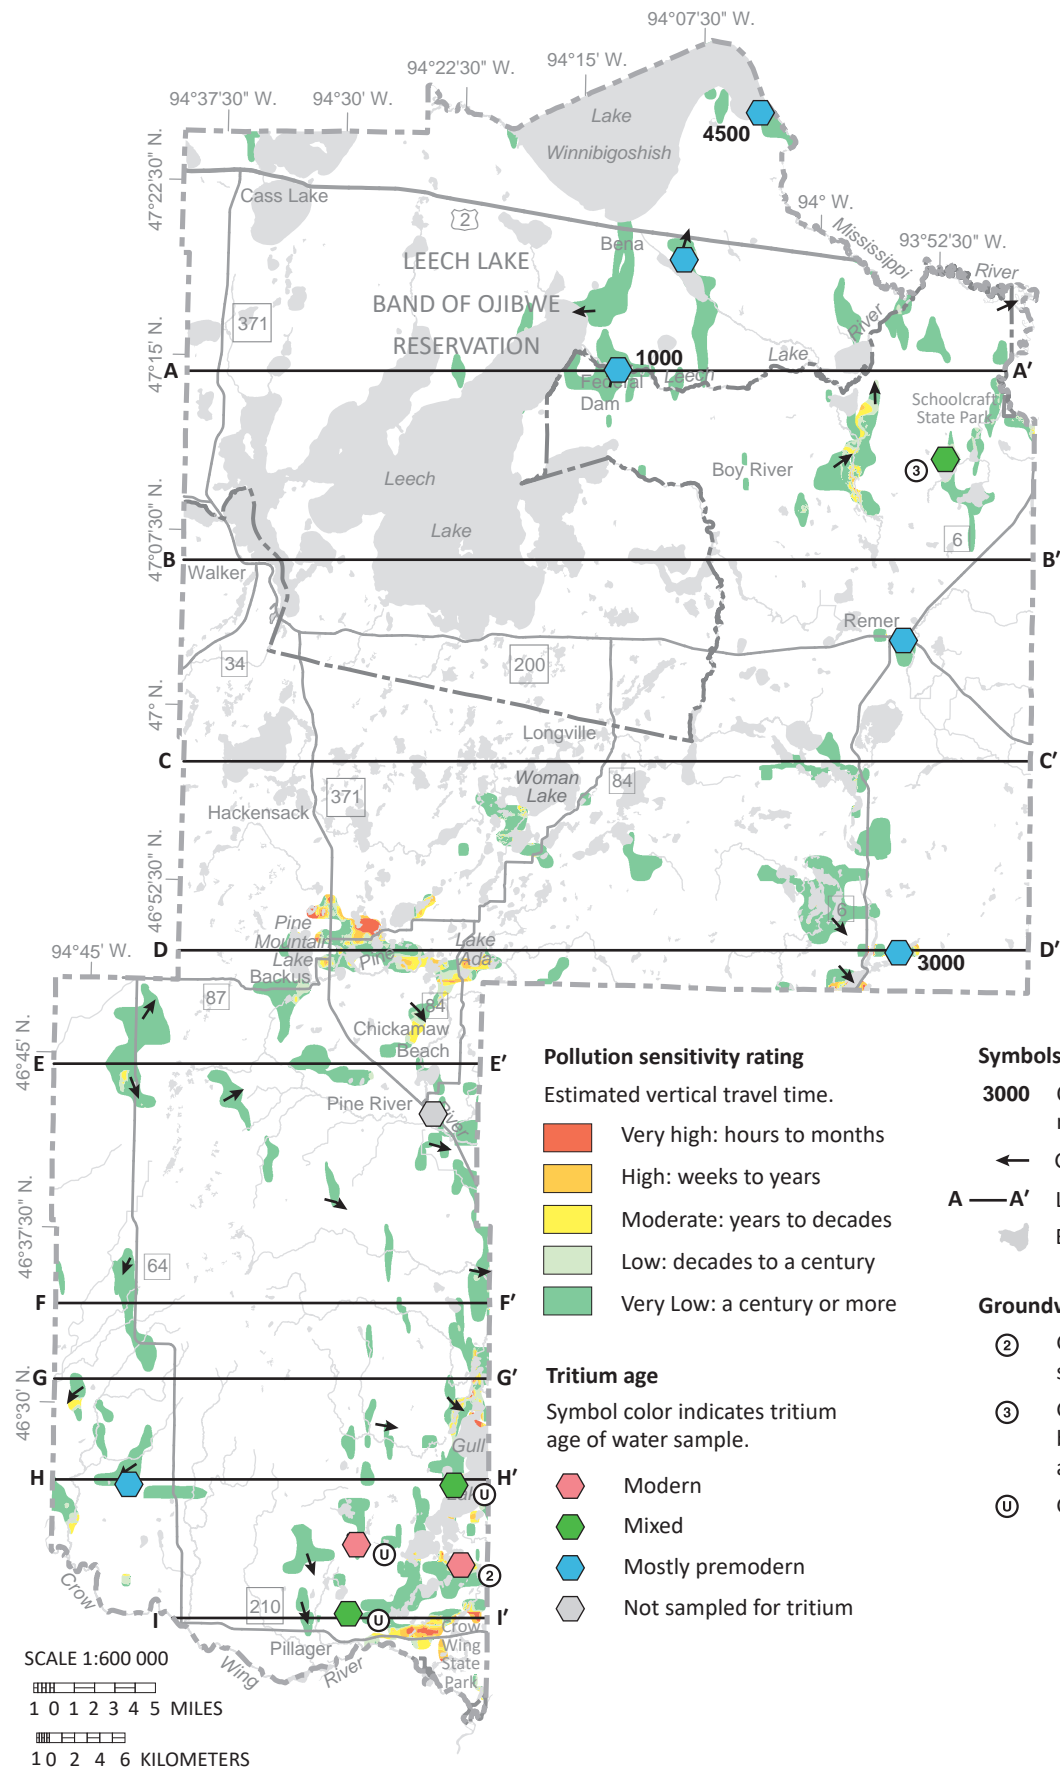 94°07'30" W.
94°15' W.
94°22'30" W.
94°37'30" W.
94°30' W.
Lake
Winnibigoshish
4500
47°22'30" N.
Cass Lake
2
94° W.
Mississippi
93°52'30" W.
River
Bena
LEECH LAKE
BAND OF OJIBWE
RESERVATION
371
River
47°15' N.
A
1000
Lake
Leech
A'
Federal
Dam
Schoolcraft
State Park
Boy River
3
Leech
Lake
47°07'30" N.
6
B
B'
Walker
Remer
34
200
47° N.
Longville
C
C'
Woman
Lake
84
371
Hackensack
46°52'30" N.
6
Pine
Mountain
Lake
Pine
Lake
Ada
94°45' W.
D
D'
Backus
3000
87
84
Chickamaw
Beach
46°45' N.
E
E'
Pine River
River
46°37'30" N.
64
F
F'
G
G'
46°30' N.
Gull
H
H'
Lake
U
U
2
Crow
210
I
I'
U
Pillager
Crow
Wing
State
Park
Wing
River
SCALE 1:600 000
1 0 1 2 3 4 5 MILES
1 0 2 4 6 KILOMETERS
Pollution sensitivity rating
Estimated vertical travel time.
Very high: hours to months
High: weeks to years
Moderate: years to decades
Low: decades to a century
Very Low: a century or more
Tritium age
Symbol color indicates tritium
age of water sample.
Modern
Mixed
Mostly premodern
Not sampled for tritium
Symbols
3000
A A'
L
Groundw
2
s
3
a
U